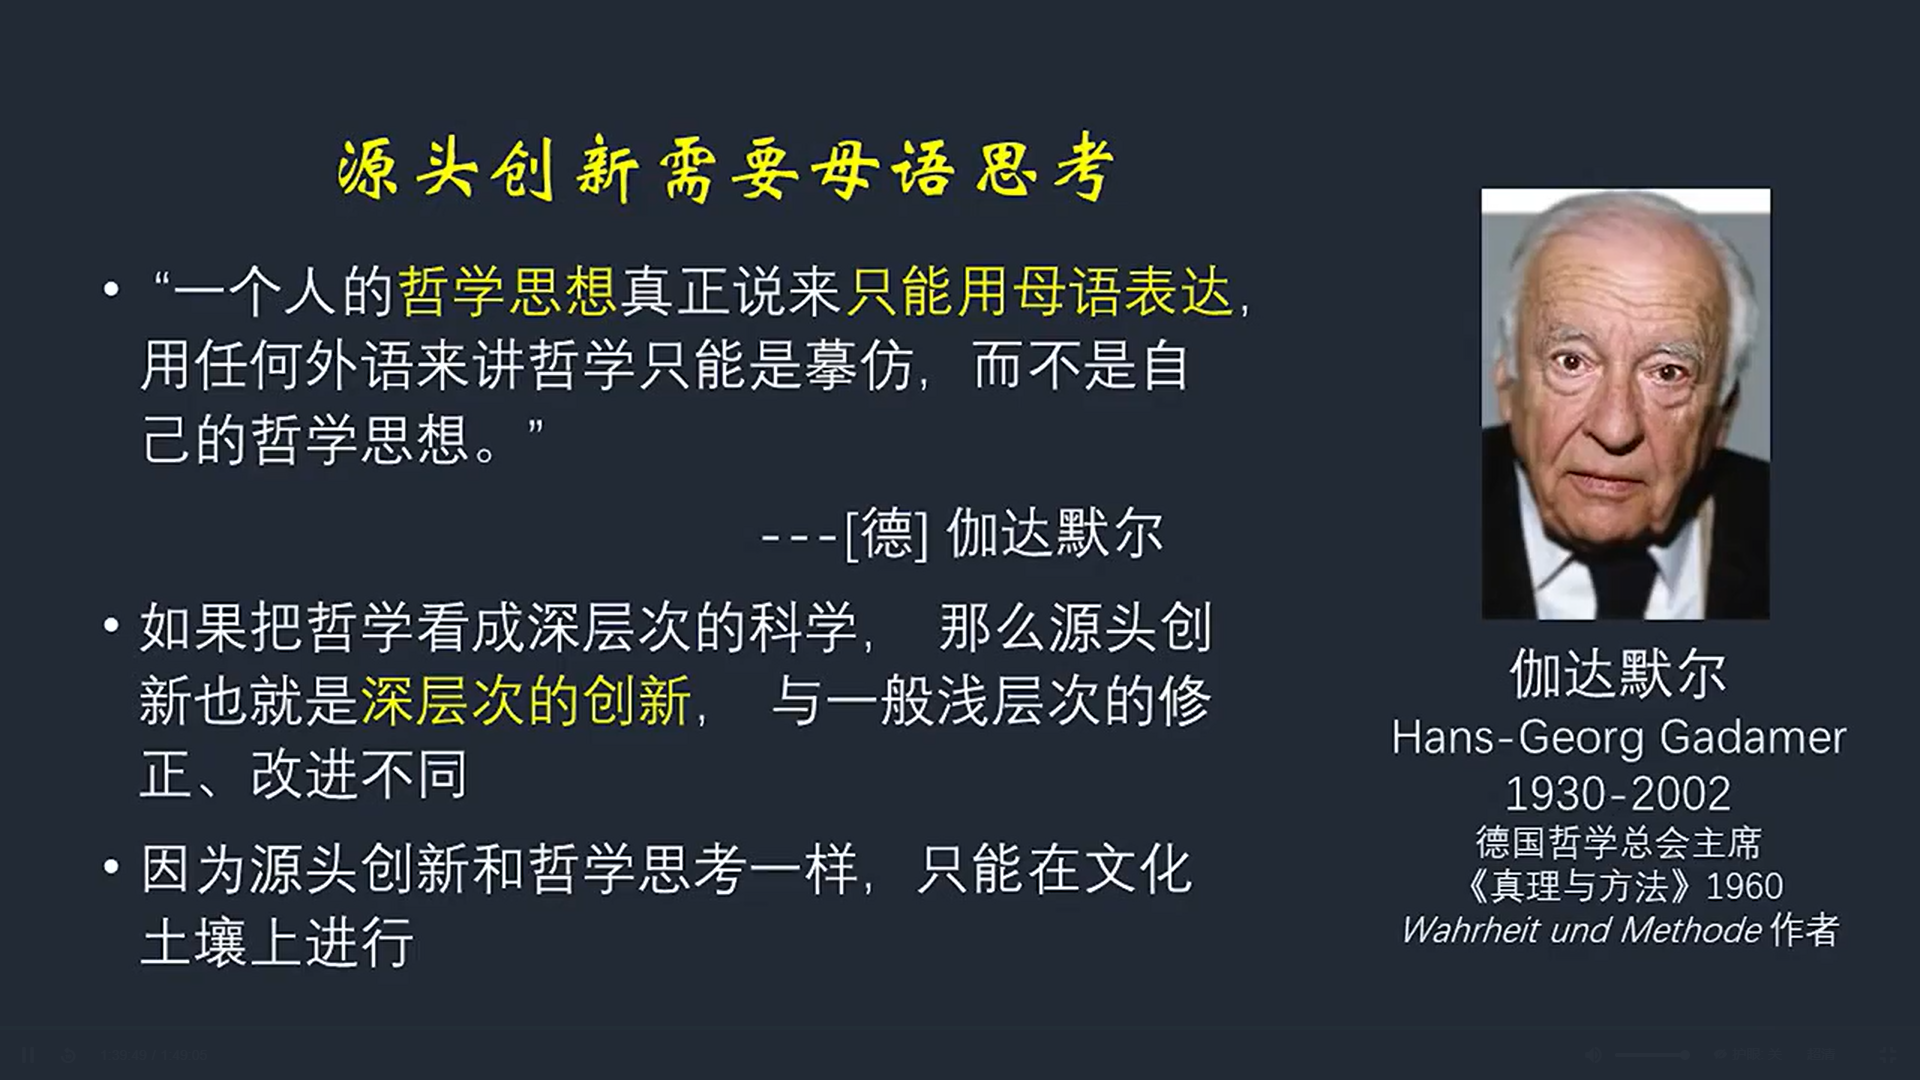 源头创新需要母语思考
• “一个人的哲学思想真正说来只能用母语表达，
用任何外语来讲哲学只能是摹仿，而不是自
己的哲学思想。”
---[德] 伽达默尔
• 如果把哲学看成深层次的科学， 那么源头创
新也就是深层次的创新， 与一般浅层次的修
正、改进不同
• 因为源头创新和哲学思考一样，只能在文化
土壤上进行
伽达默尔
Hans-Georg Gadamer
1930-2002
德国哲学总会主席
《真理与方法》1960
Wahrheit und Methode 作者